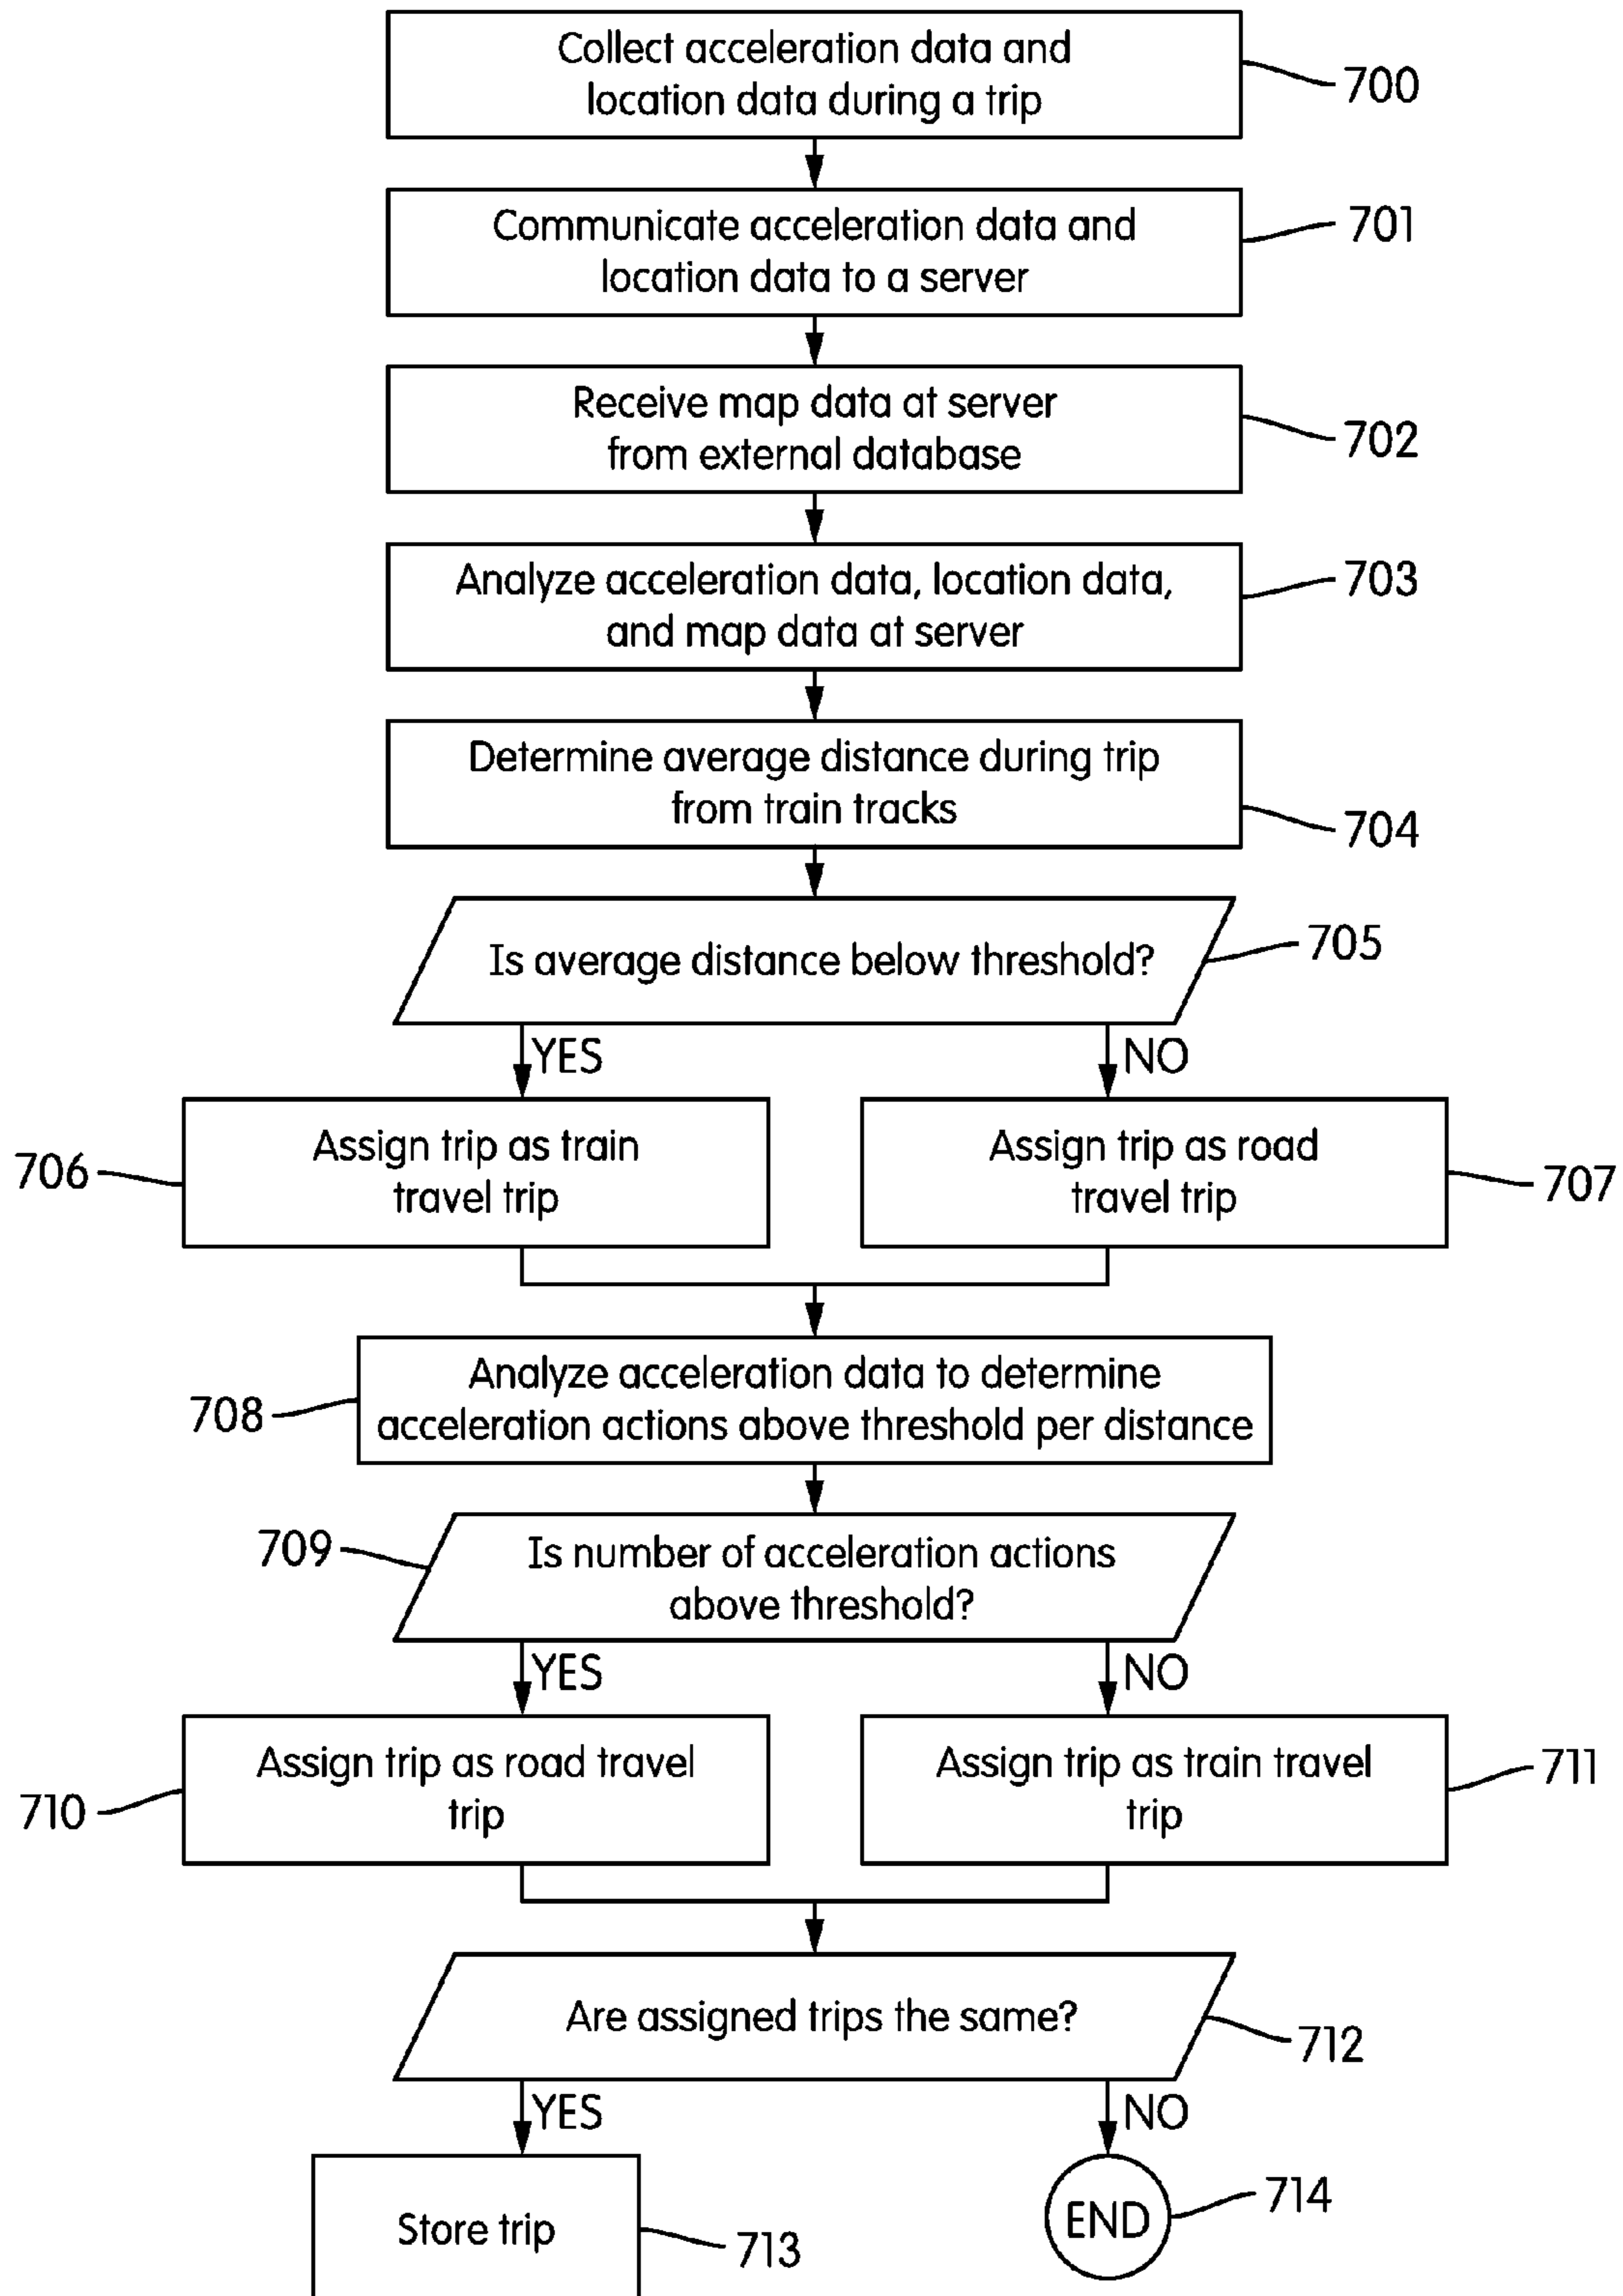 Collect acceleration data and
location data during a trip
700
Communicate acceleration data and
location data to a server
701
Receive map data at server
from external database
702
Analyze acceleration data, location data,
and map data at server
703
Determine average distance during trip
from train tracks
704
Is average distance below threshold?
705
YES
NO
706
Assign trip as train
travel trip
Assign trip as road
travel trip
707
708
Analyze acceleration data to determine
acceleration actions above threshold per distance
709
Is number of acceleration actions
above threshold?
YES
NO
710
Assign trip as road travel
trip
Assign trip as train travel
trip
711
Are assigned trips the same?
712
YES
NO
Store trip
713
END
714